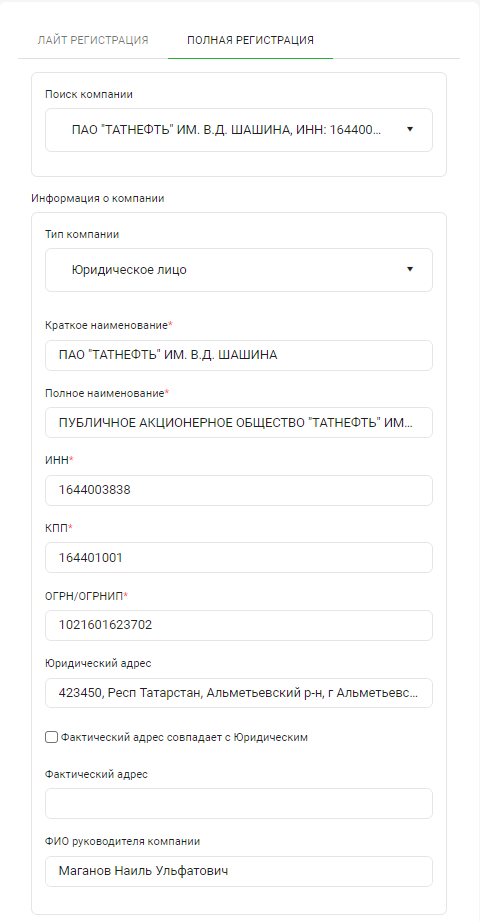 ЛАЙТ РЕГИСТРАЦИЯ ПОЛНАЯ РЕГИСТРАЦИЯ
Поиск компании
ПАО "ТАТНЕФТЬ" ИМ. В.Д. ШАШИНА, ИНН: 164400...
Информация о компании
Тип компании
Юридическое лицо
Краткое наименование*
ПАО "ТАТНЕФТЬ" ИМ. В.Д. ШАШИНА
Полное наименование*
ПУБЛИЧНОЕ АКЦИОНЕРНОЕ ОБЩЕСТВО "ТАТНЕФТЬ" ИМ...
ИНН*
1644003838
КПП*
164401001
ОГРН/ОГРНИП*
1021601623702
Юридический адрес
423450, Респ Татарстан, Альметьевский р-н, г Альметьевс...
Фактический адрес совпадает с Юридическим
Фактический адрес
ФИО руководителя компании
Маганов Наиль Ульфатович